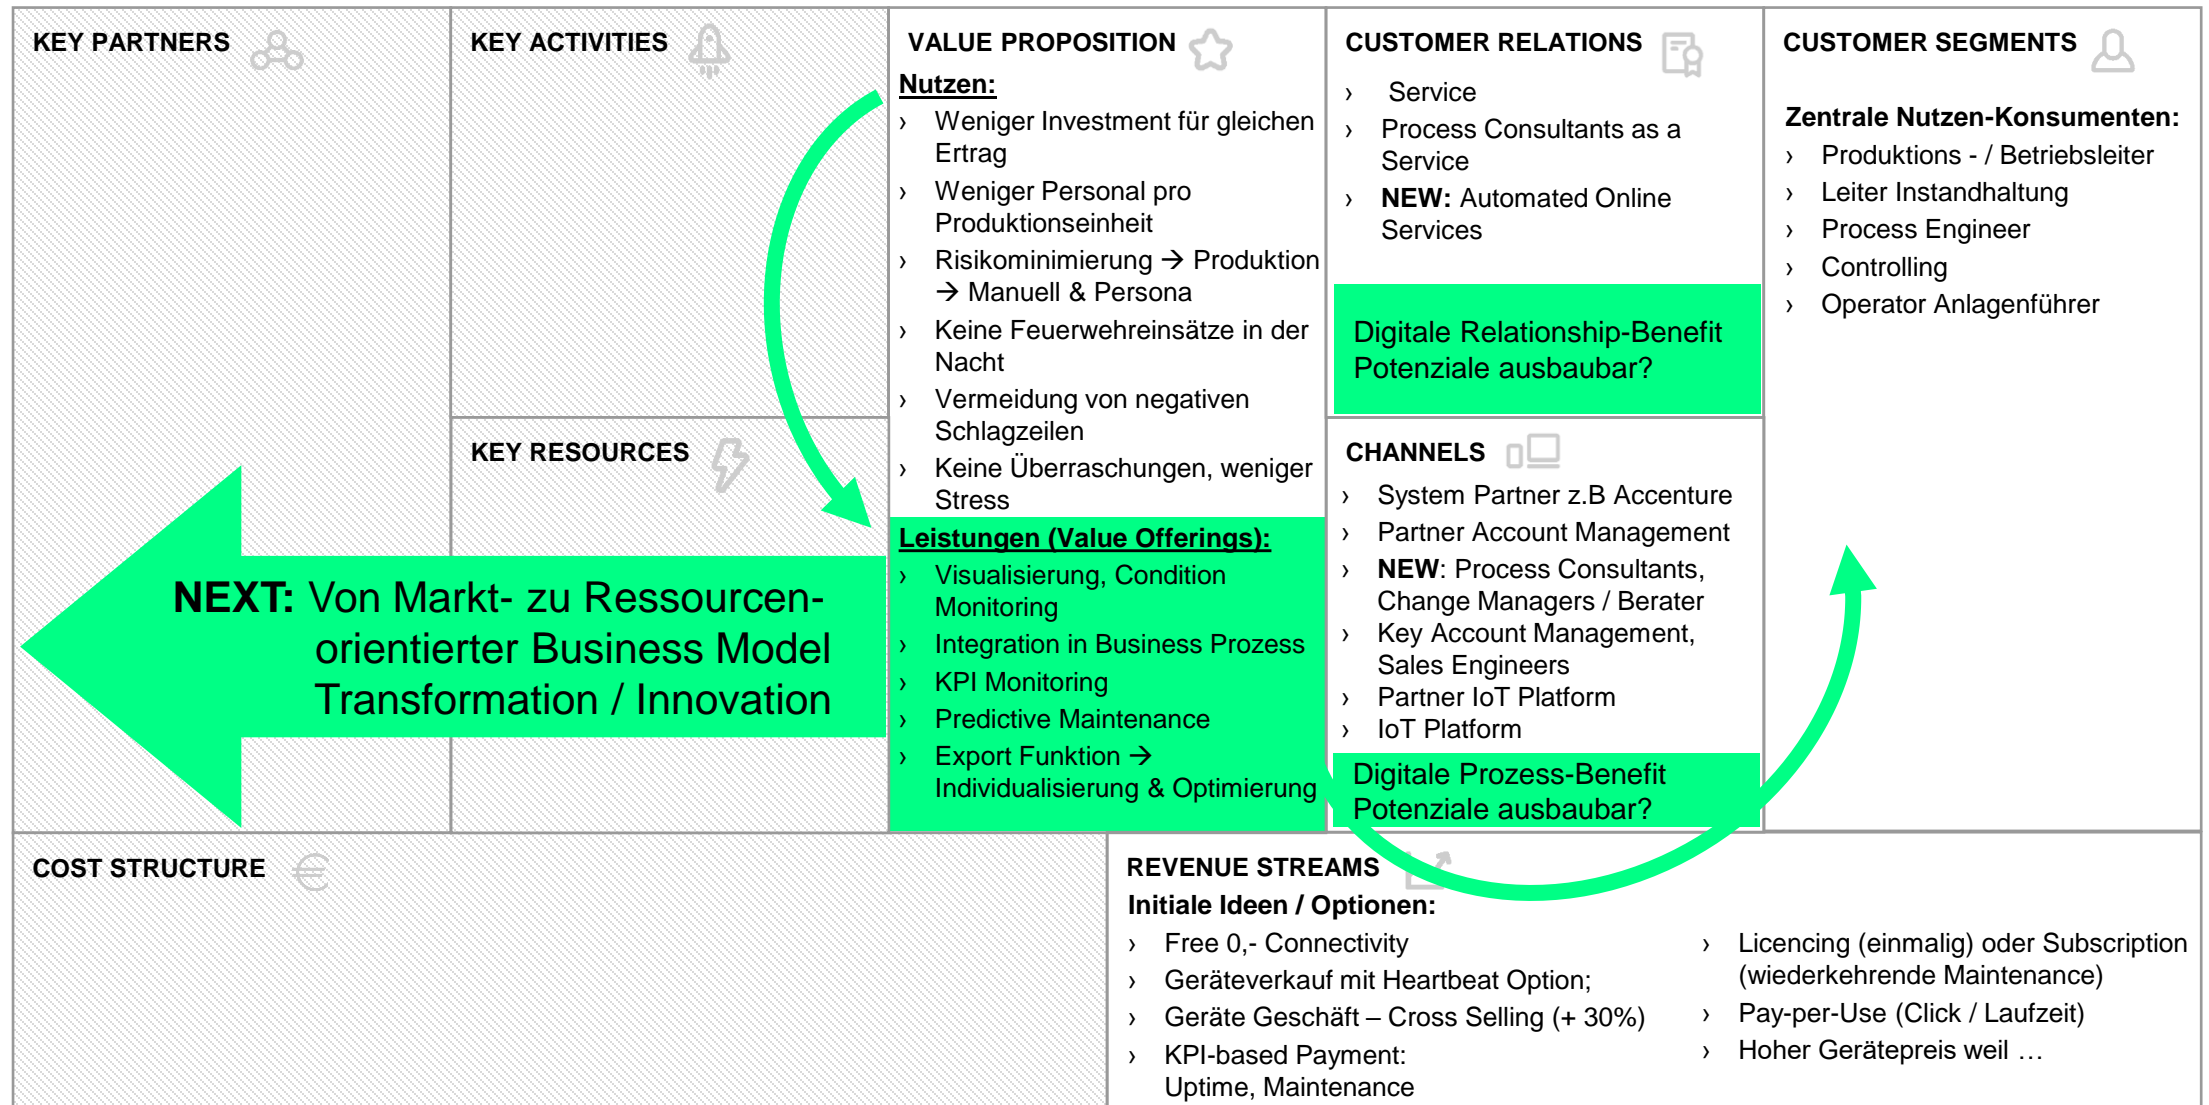 KEY PARTNERS
KEY ACTIVITIES
KEY RESOURCES
NEXT: Von Markt- zu Ressourcen-
orientierter Business Model
Transformation / Innovation
VALUE PROPOSITION
Nutzen:
› Weniger Investment für gleichen
Ertrag
› Weniger Personal pro
Produktionseinheit
› Risikominimierung → Produktion
→ Manuell & Persona
› Keine Feuerwehreinsätze in der
Nacht
› Vermeidung von negativen
Schlagzeilen
› Keine Überraschungen, weniger
Stress
Leistungen (Value Offerings):
› Visualisierung, Condition
Monitoring
› Integration in Business Prozess
› KPI Monitoring
› Predictive Maintenance
› Export Funktion →
Individualisierung & Optimierung
CUSTOMER RELATIONS
› Service
› Process Consultants as a
Service
› NEW: Automated Online
Services
Digitale Relationship-Benefit
Potenziale ausbaubar?
CHANNELS
› System Partner z.B Accenture
› Partner Account Management
› NEW: Process Consultants,
Change Managers / Berater
› Key Account Management,
Sales Engineers
› Partner IoT Platform
› IoT Platform
Digitale Prozess-Benefit
Potenziale ausbaubar?
CUSTOMER SEGMENTS
Zentrale Nutzen-Konsumenten:
› Produktions - / Betriebsleiter
› Leiter Instandhaltung
› Process Engineer
› Controlling
› Operator Anlagenführer
COST STRUCTURE
€
REVENUE STREAMS
Initiale Ideen / Optionen:
› Free 0,- Connectivity
› Geräteverkauf mit Heartbeat Option;
› Geräte Geschäft – Cross Selling (+ 30%)
› KPI-based Payment:
Uptime, Maintenance
› Licencing (einmalig) oder Subscription
(wiederkehrende Maintenance)
› Pay-per-Use (Click / Laufzeit)
› Hoher Gerätepreis weil …